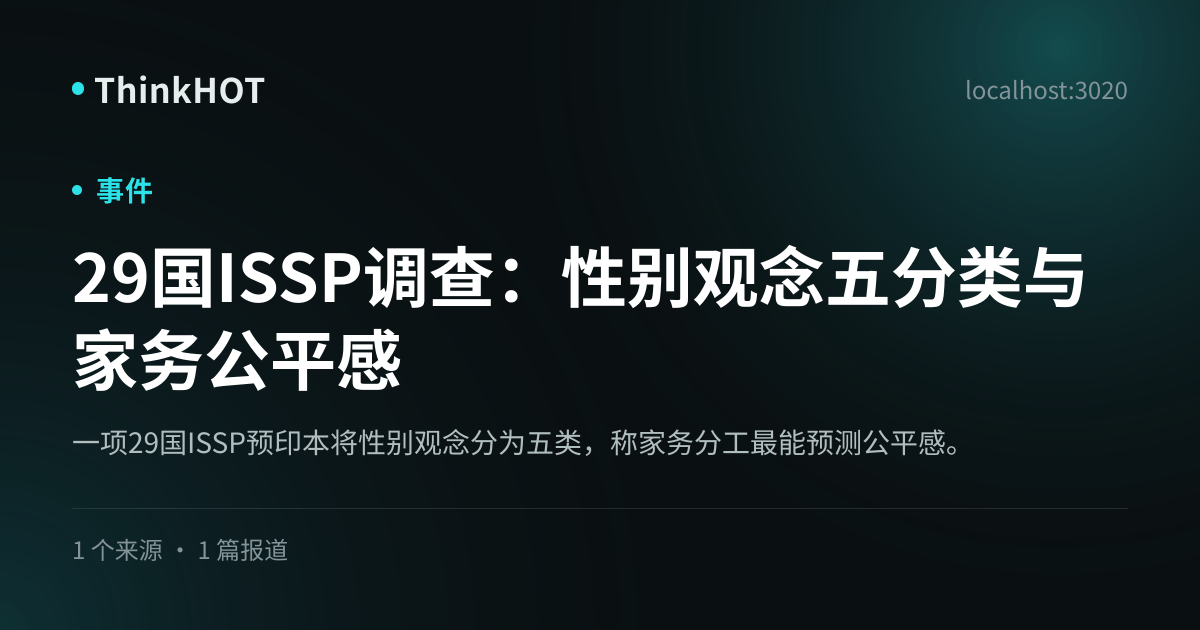 ThinkHOT
localhost:3020
事件
29国ISSP调查：性别观念五分类与
家务公平感
一项29国ISSP预印本将性别观念分为五类，称家务分工最能预测公平感。
1 个来源 · 1 篇报道